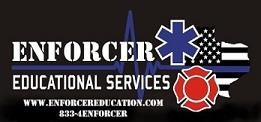 ENFORCER
EDUCATIONAL SERVICES
WWW.ENFORCEREDUCATION.COM
833-4ENFORCER